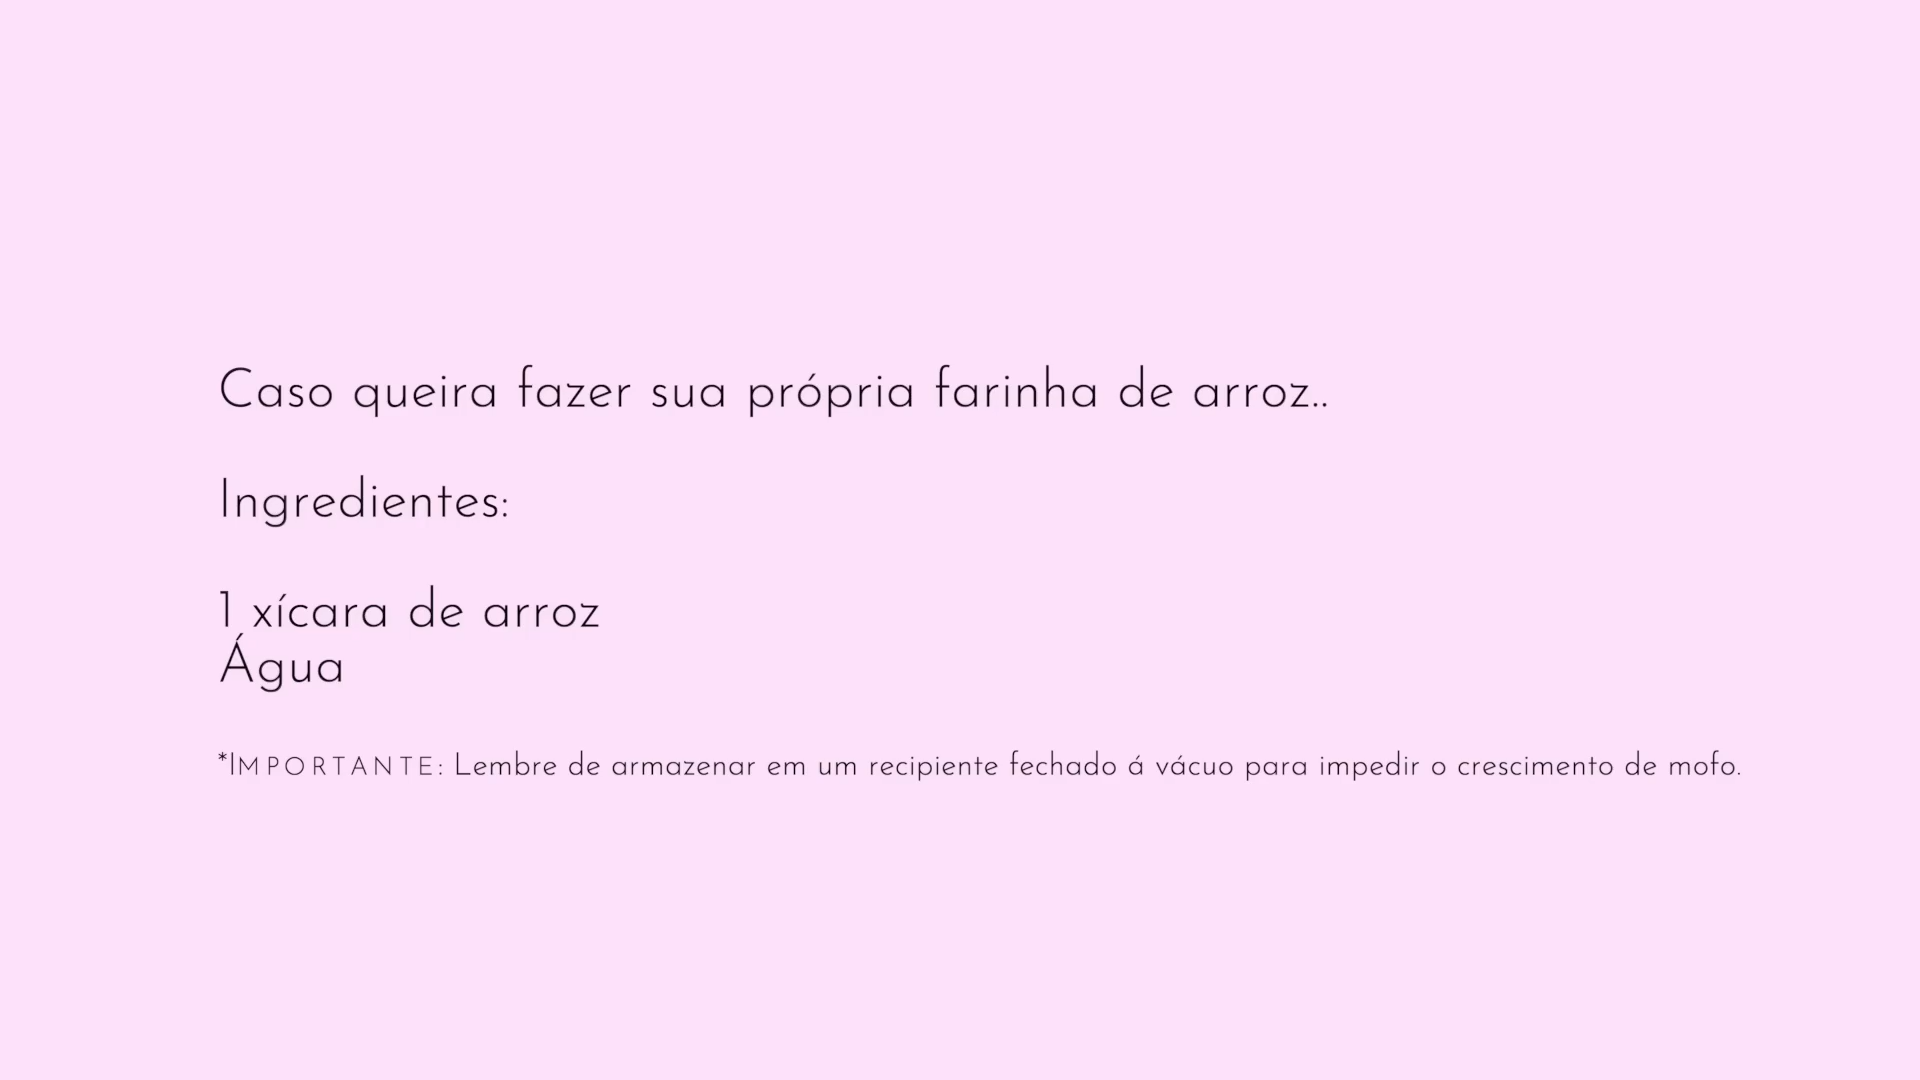 Caso queira fazer sua própria farinha de arroz..
Ingredientes:
1 xícara de arroz
Água
*IMPORTANTE: Lembre de armazenar em um recipiente fechado á vácuo para impedir o crescimento de mofo.